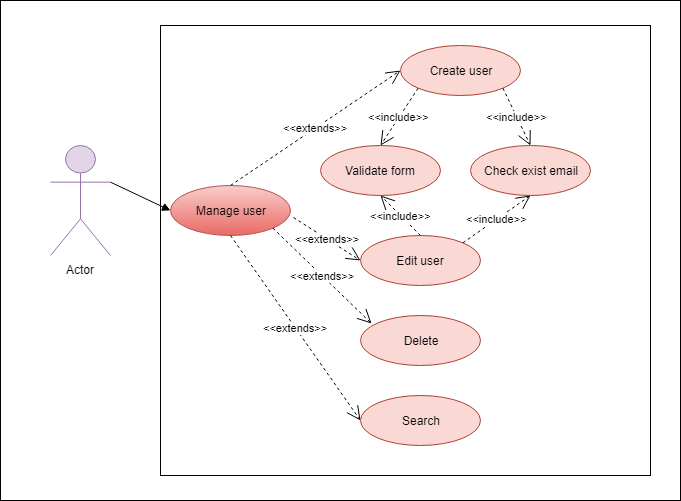 Create user
<<include>>
<<include>>
<<extends>>
Validate form
Check exist email
Manage user
<<include>>
<<include>>
<<extends>>
Edit user
Actor
<<extends>>
<<extends>>
Delete
Search